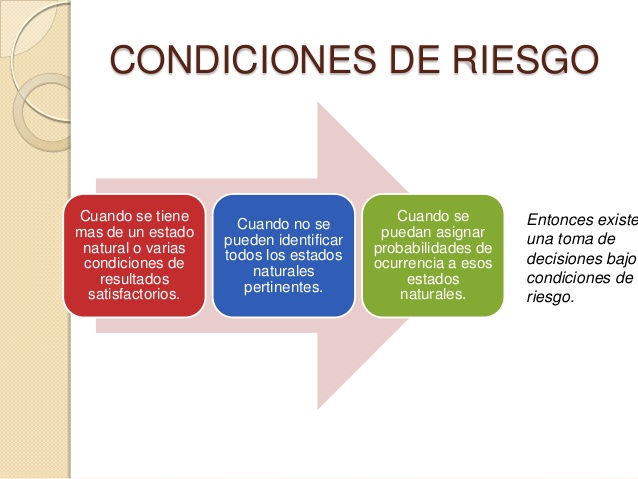 CONDICIONES DE RIESGO
Cuando se tiene
mas de un estado
natural o varias
condiciones de
resultados
satisfactorios.
Cuando no se
pueden identificar
todos los estados
naturales
pertinentes.
Cuando se
puedan asignar
probabilidades de
ocurrencia a esos
estados
naturales.
Entonces existe
una toma de
decisiones bajo
condiciones de
riesgo.